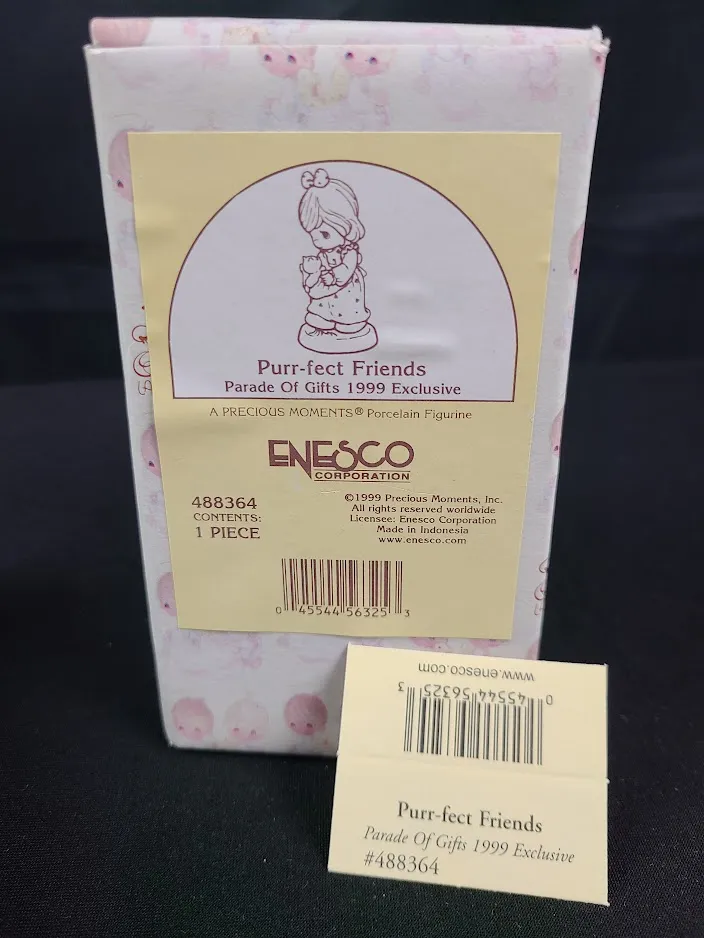 Purr-fect Friends
Parade Of Gifts 1999 Exclusive
A PRECIOUS MOMENTS® Porcelain Figurine
ENESCO
CORPORATION
488364
CONTENTS:
1 PIECE
©1999 Precious Moments, Inc.
All rights reserved worldwide
Licensee: Enesco Corporation
Made in Indonesia
www.enesco.com
0 45544 56325 3
www.enesco.com
0 45544 56325 3
Purr-fect Friends
Parade Of Gifts 1999 Exclusive
#488364